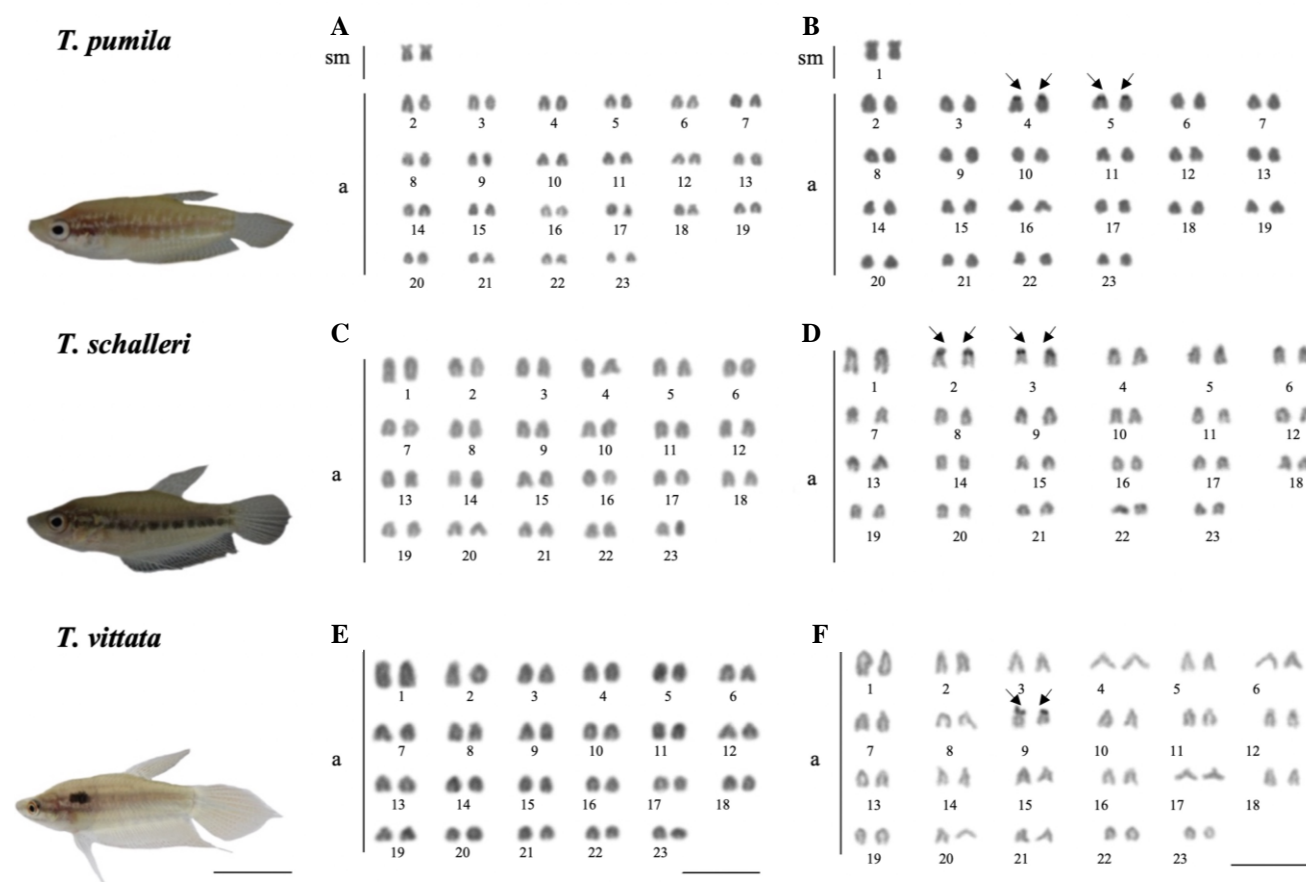 T. pumila
A
B
sm
sm
1
2 3 4 5 6 7
2 3 4 5 6 7
a
a
8 9 10 11 12 13
8 9 10 11 12 13
14 15 16 17 18 19
14 15 16 17 18 19
20 21 22 23
20 21 22 23
T. schalleri
C
D
1 2 3 4 5 6
1 2 3 4 5 6
a
a
7 8 9 10 11 12
7 8 9 10 11 12
13 14 15 16 17 18
13 14 15 16 17 18
19 20 21 22 23
19 20 21 22 23
T. vittata
E
F
1 2 3 4 5 6
1 2 3 4 5 6
a
a
7 8 9 10 11 12
7 8 9 10 11 12
13 14 15 16 17 18
13 14 15 16 17 18
19 20 21 22 23
19 20 21 22 23